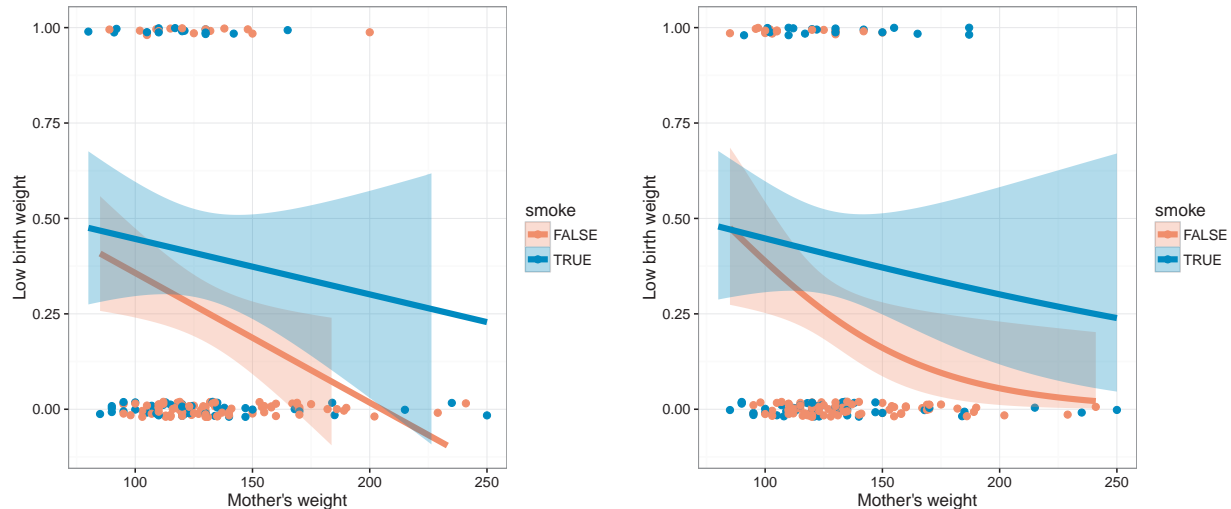 1.00
0.75
0.50
0.25
0.00
Low birth weight
100 150 200 250
Mother's weight
smoke
FALSE
TRUE
1.00
0.75
0.50
0.25
0.00
Low birth weight
100 150 200 250
Mother's weight
smoke
FALSE
TRUE